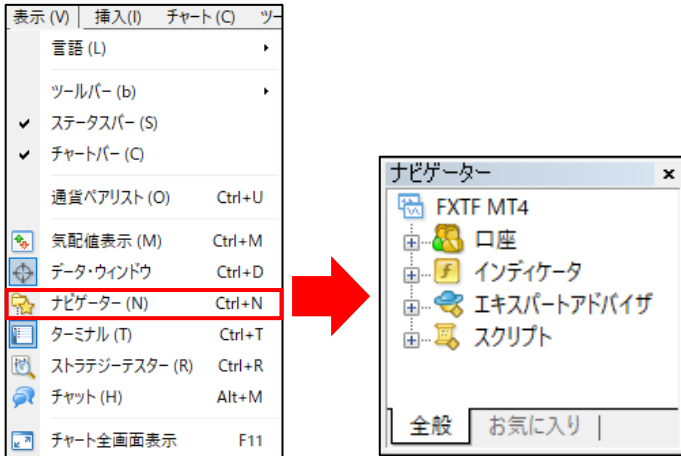 表示 (V) 挿入(I) チャート (C) ツー
言語 (L)
ツールバー (b)
ステータスバー (S)
チャートバー (C)
通貨ペアリスト (O) Ctrl+U
気配値表示 (M) Ctrl+M
データ・ウィンドウ Ctrl+D
ナビゲーター (N) Ctrl+N
ターミナル (T) Ctrl+T
ストラテジーテスター (R) Ctrl+R
チャット (H) Alt+M
チャート全画面表示 F11
ナビゲーター
FXTF MT4
口座
インディケータ
エキスパートアドバイザ
スクリプト
全般 お気に入り